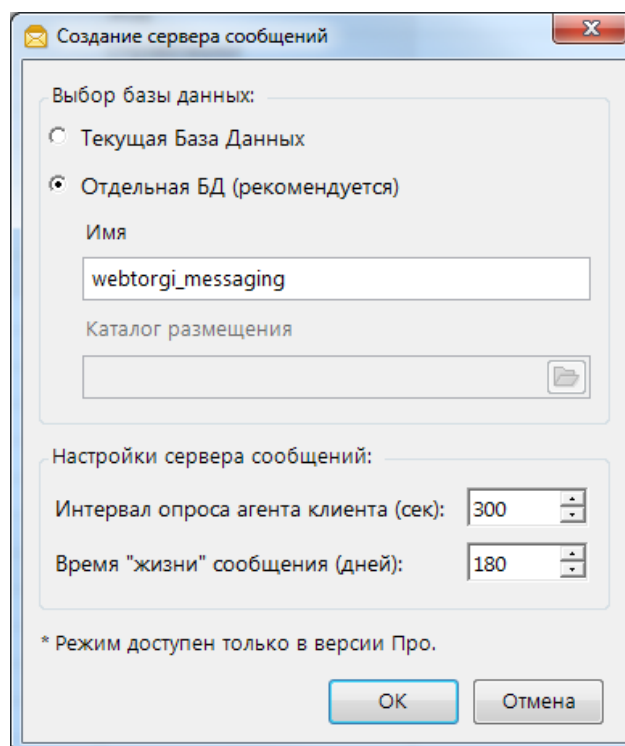 Создание сервера сообщений
Выбор базы данных:
Текущая База Данных
Отдельная БД (рекомендуется)
Имя
webtorgi_messaging
Каталог размещения
Настройки сервера сообщений:
Интервал опроса агента клиента (сек): 300
Время "жизни" сообщения (дней): 180
* Режим доступен только в версии Про.
ОК Отмена